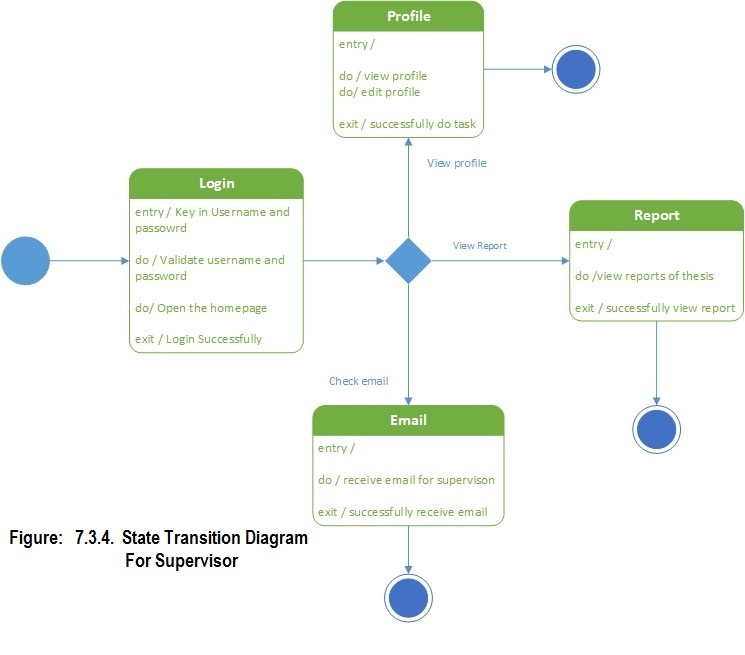 Profile
entry /
do / view profile
do/ edit profile
exit / successfully do task
View profile
Login
entry / Key in Username and
passowrd
do / Validate username and
password
do/ Open the homepage
exit / Login Successfully
View Report
Report
entry /
do /view reports of thesis
exit / successfully view report
Check email
Email
entry /
do / receive email for supervison
exit / successfully receive email
Figure: 7.3.4. State Transition Diagram
For Supervisor